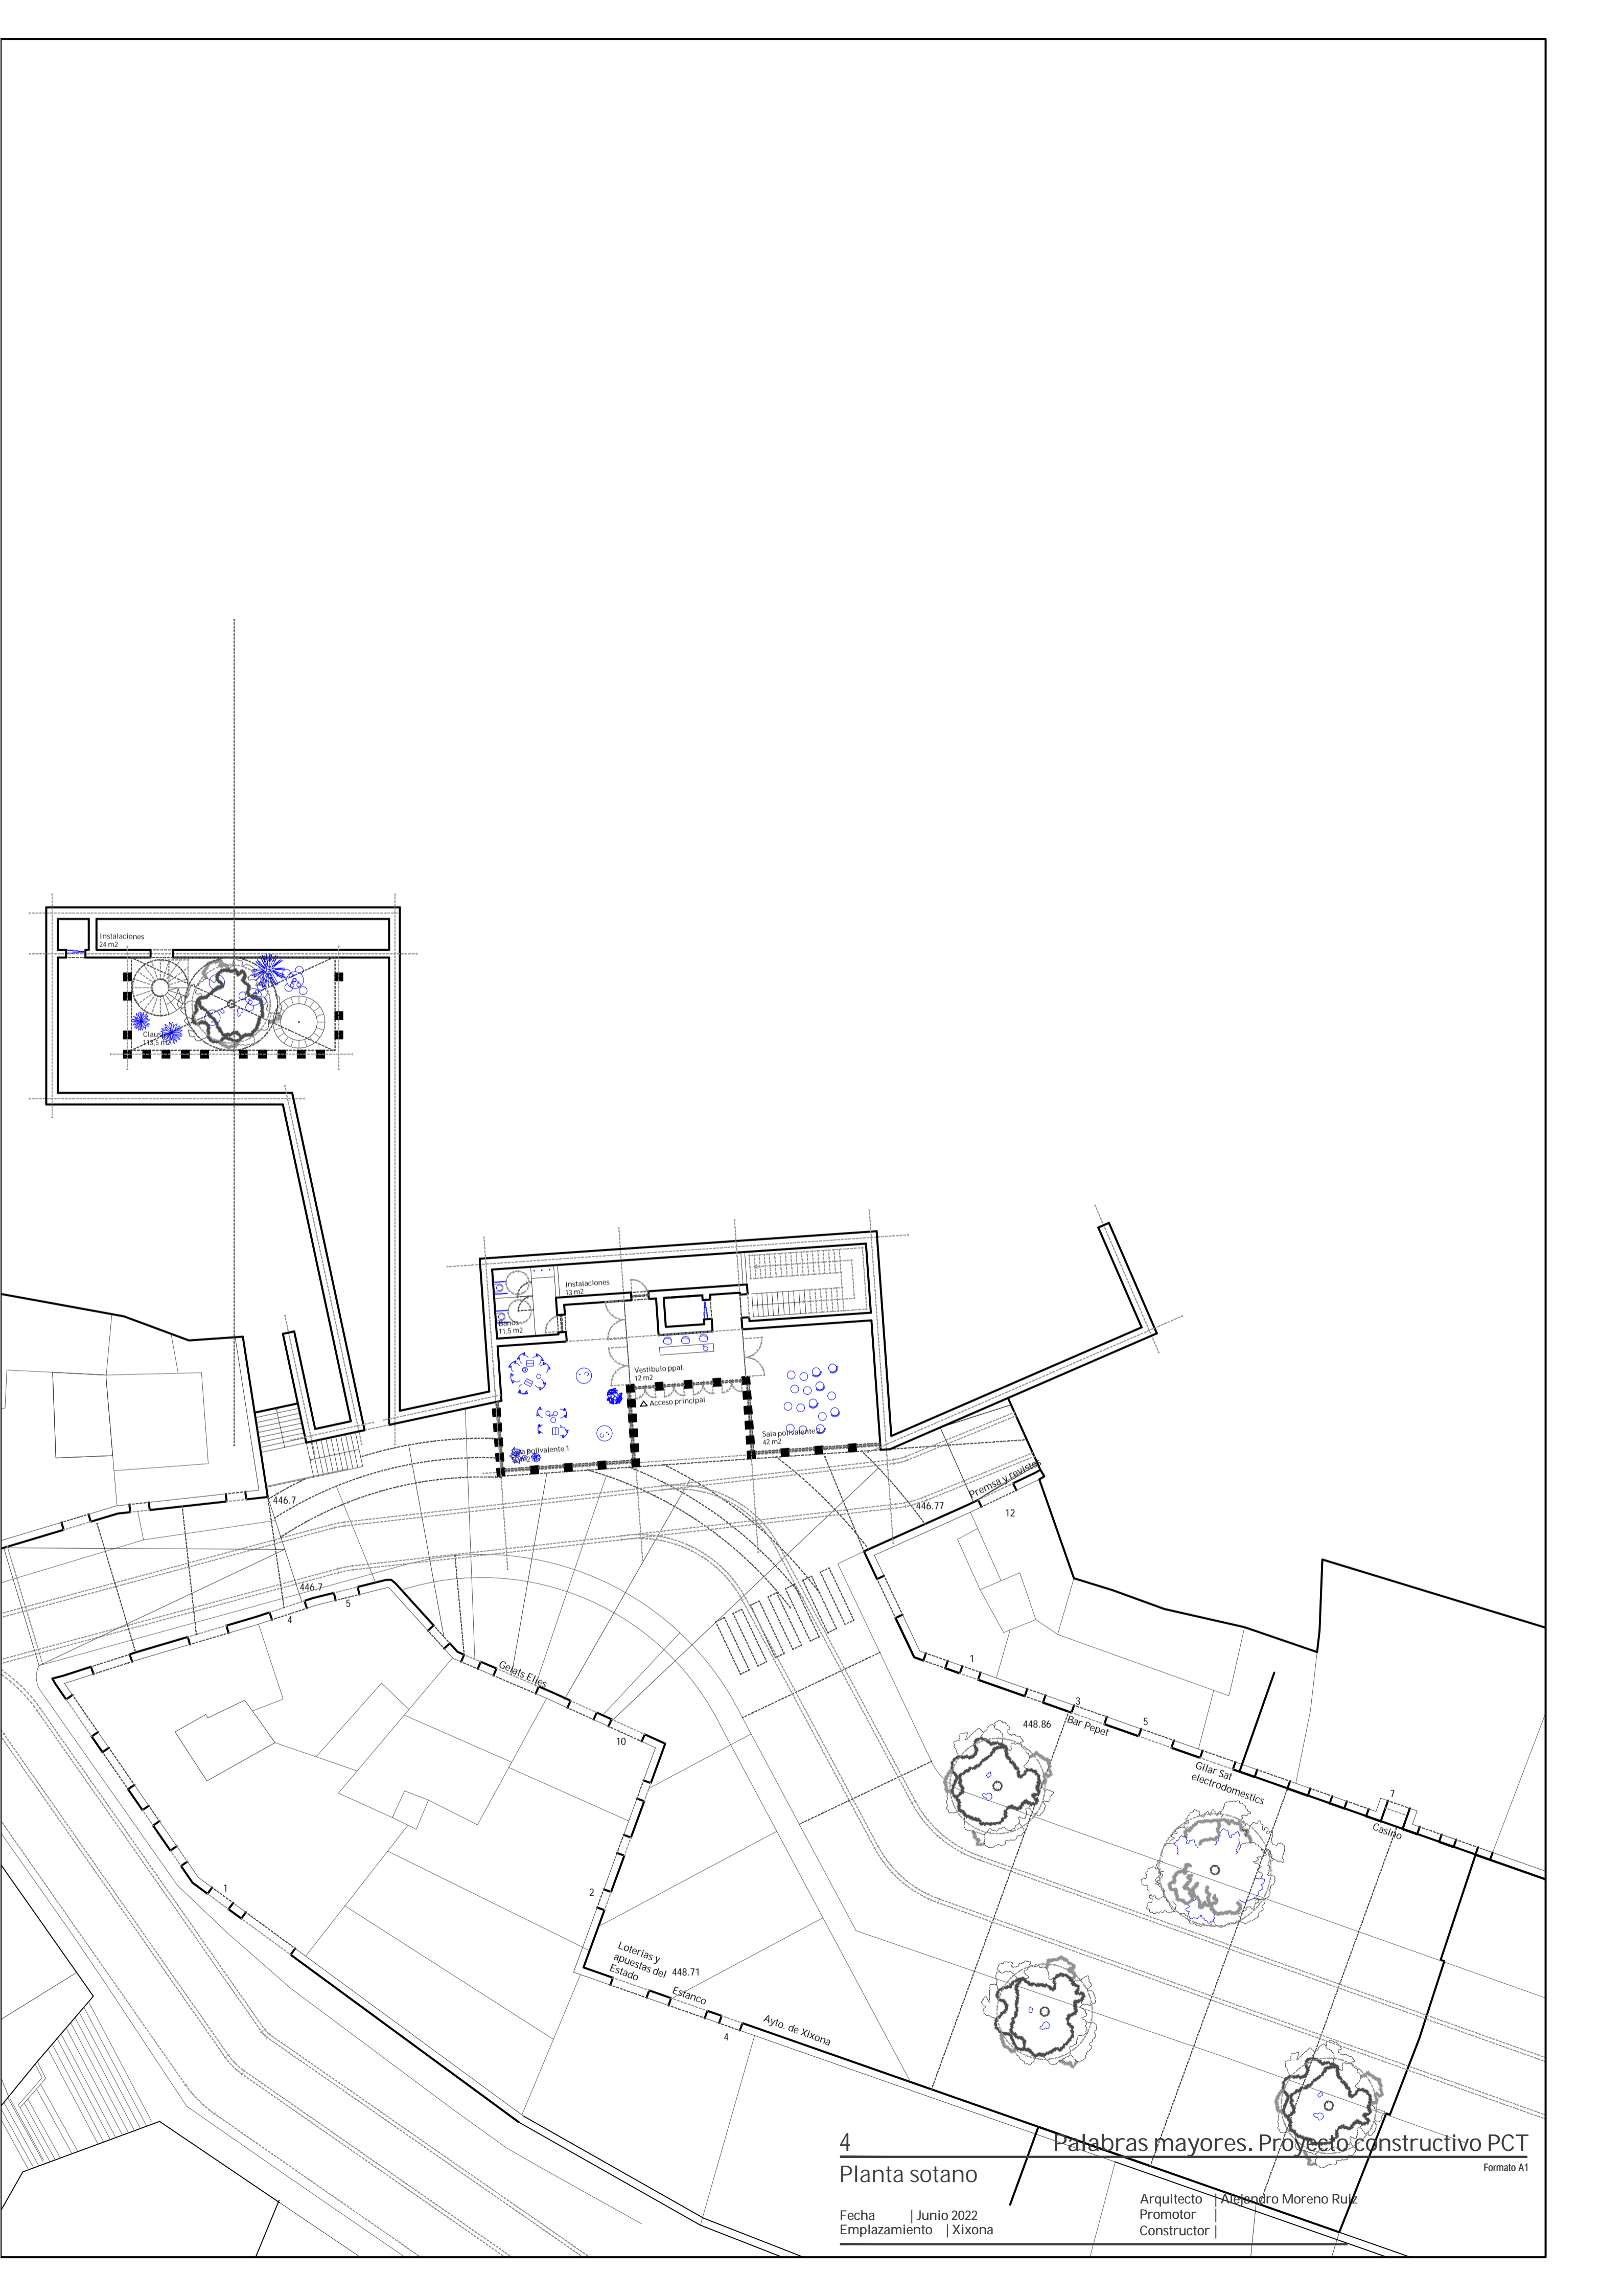 Instalaciones
24 m2
113,5 m2
Instalaciones
13 m2
Baños
11,5 m2
Vestíbulo ppal.
12 m2
Acceso principal
Sala polivalente 1
Sala polivalente 2
42 m2
446.7
446.77
Premsa y revistes
12
446.7
4
5
Gelats Elies
10
1
3
Bar Pepet
448.86
5
Gilar Sat
electrodomestics
7
Casino
1
2
Loterías y
apuestas del
Estado
448.71
Estanco
4
Ayto. de Xixona
4
Palabras mayores. Proyecto constructivo PCT
Planta sotano
Formato A1
Fecha | Junio 2022
Emplazamiento | Xixona
Arquitecto | Alejandro Moreno Ruiz
Promotor |
Constructor |